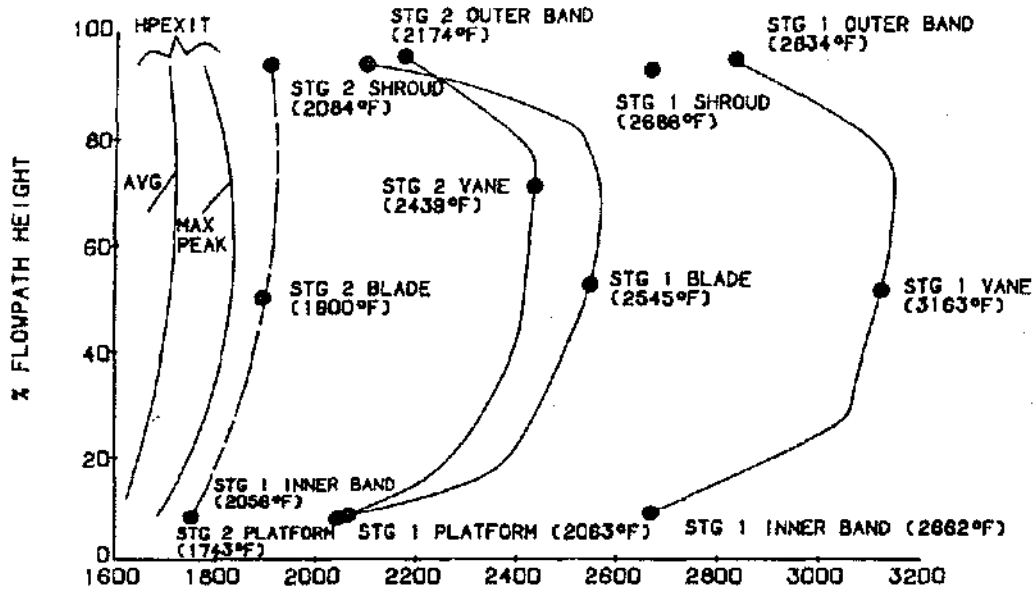 HPEXIT
STG 2 OUTER BAND
(2174°F)
STG 1 OUTER BAND
(2834°F)
STG 2 SHROUD
(2084°F)
STG 1 SHROUD
(2686°F)
AVG
MAX
PEAK
STG 2 VANE
(2439°F)
STG 2 BLADE
(1900°F)
STG 1 BLADE
(2545°F)
STG 1 VANE
(3163°F)
STG 1 INNER BAND
(2056°F)
STG 2 PLATFORM
(1743°F)
STG 1 PLATFORM (2063°F)
STG 1 INNER BAND (2662°F)
% FLOWPATH HEIGHT
100
80
60
40
20
0
1600 1800 2000 2200 2400 2600 2800 3000 3200